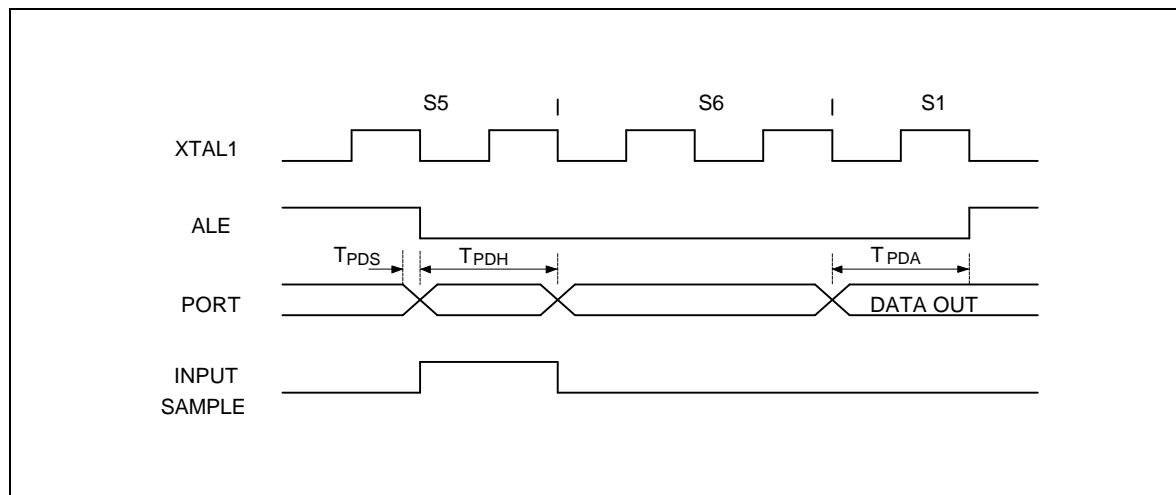 S5 S6 S1
XTAL1
ALE
TPDS TPDH TPDA
PORT DATA OUT
INPUT
SAMPLE